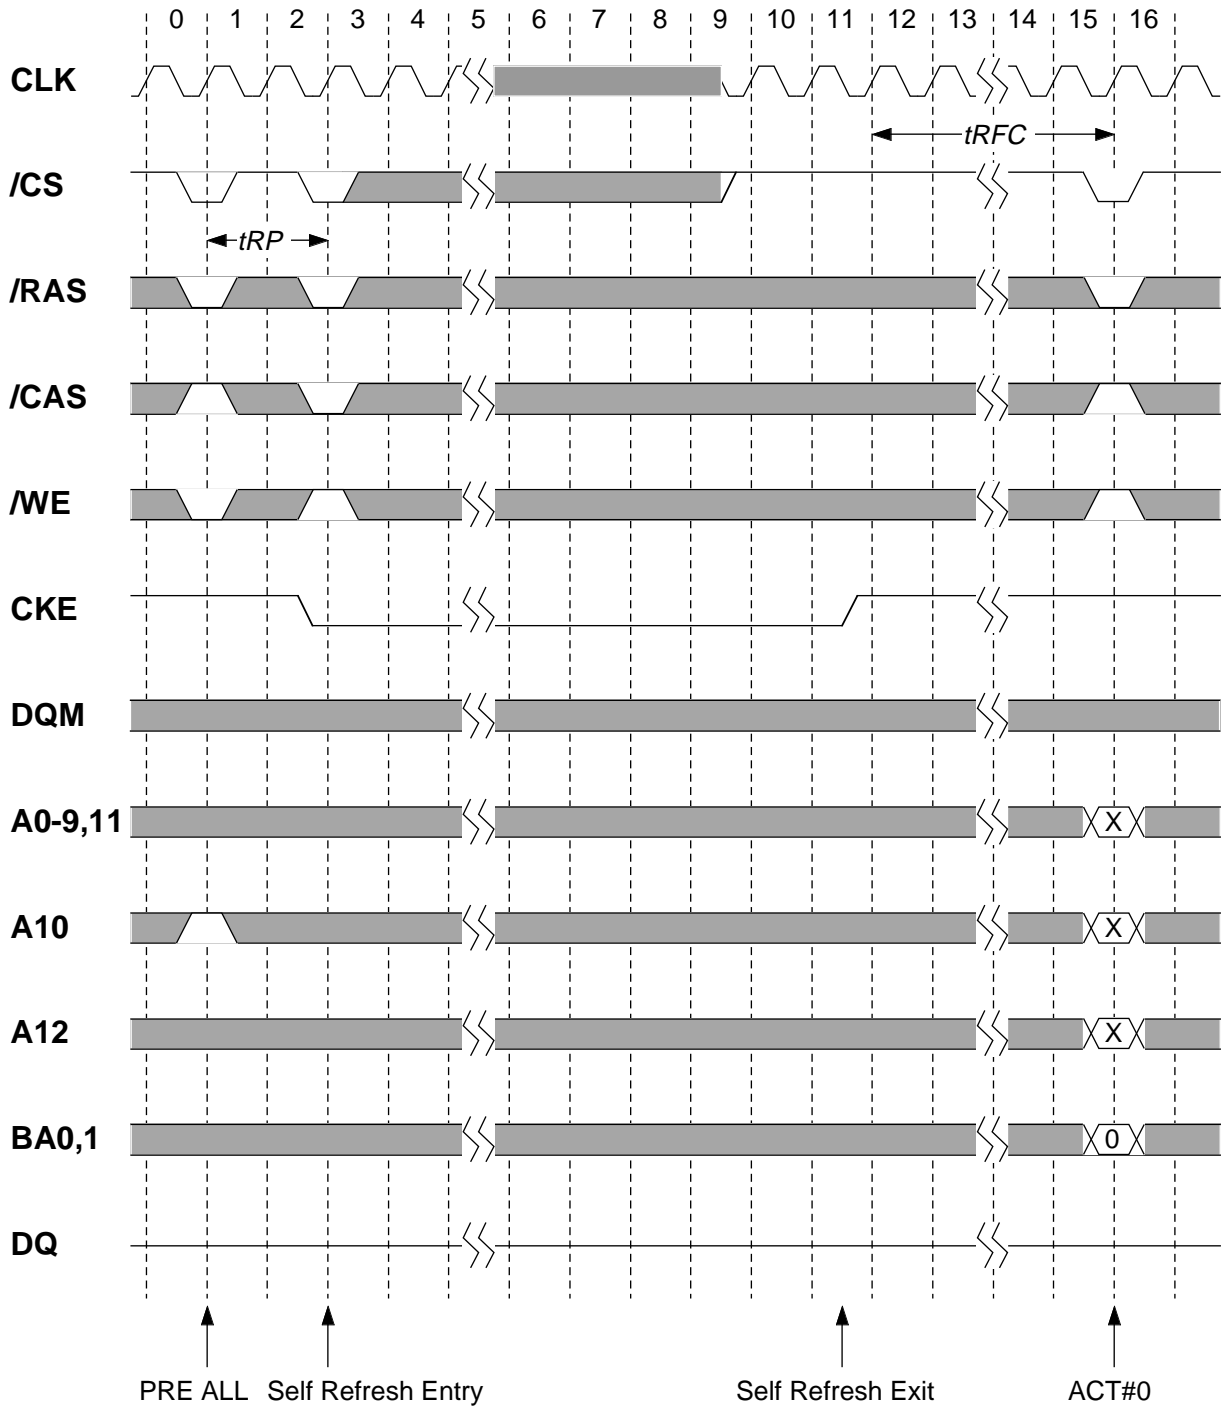 0 1 2 3 4 5 6 7 8 9 10 11 12 13 14 15 16
CLK
tRFC
/CS
tRP
/RAS
/CAS
/WE
CKE
DQM
A0-9,11 X
A10 X
A12 X
BA0,1 0
DQ
PRE ALL Self Refresh Entry Self Refresh Exit ACT#0